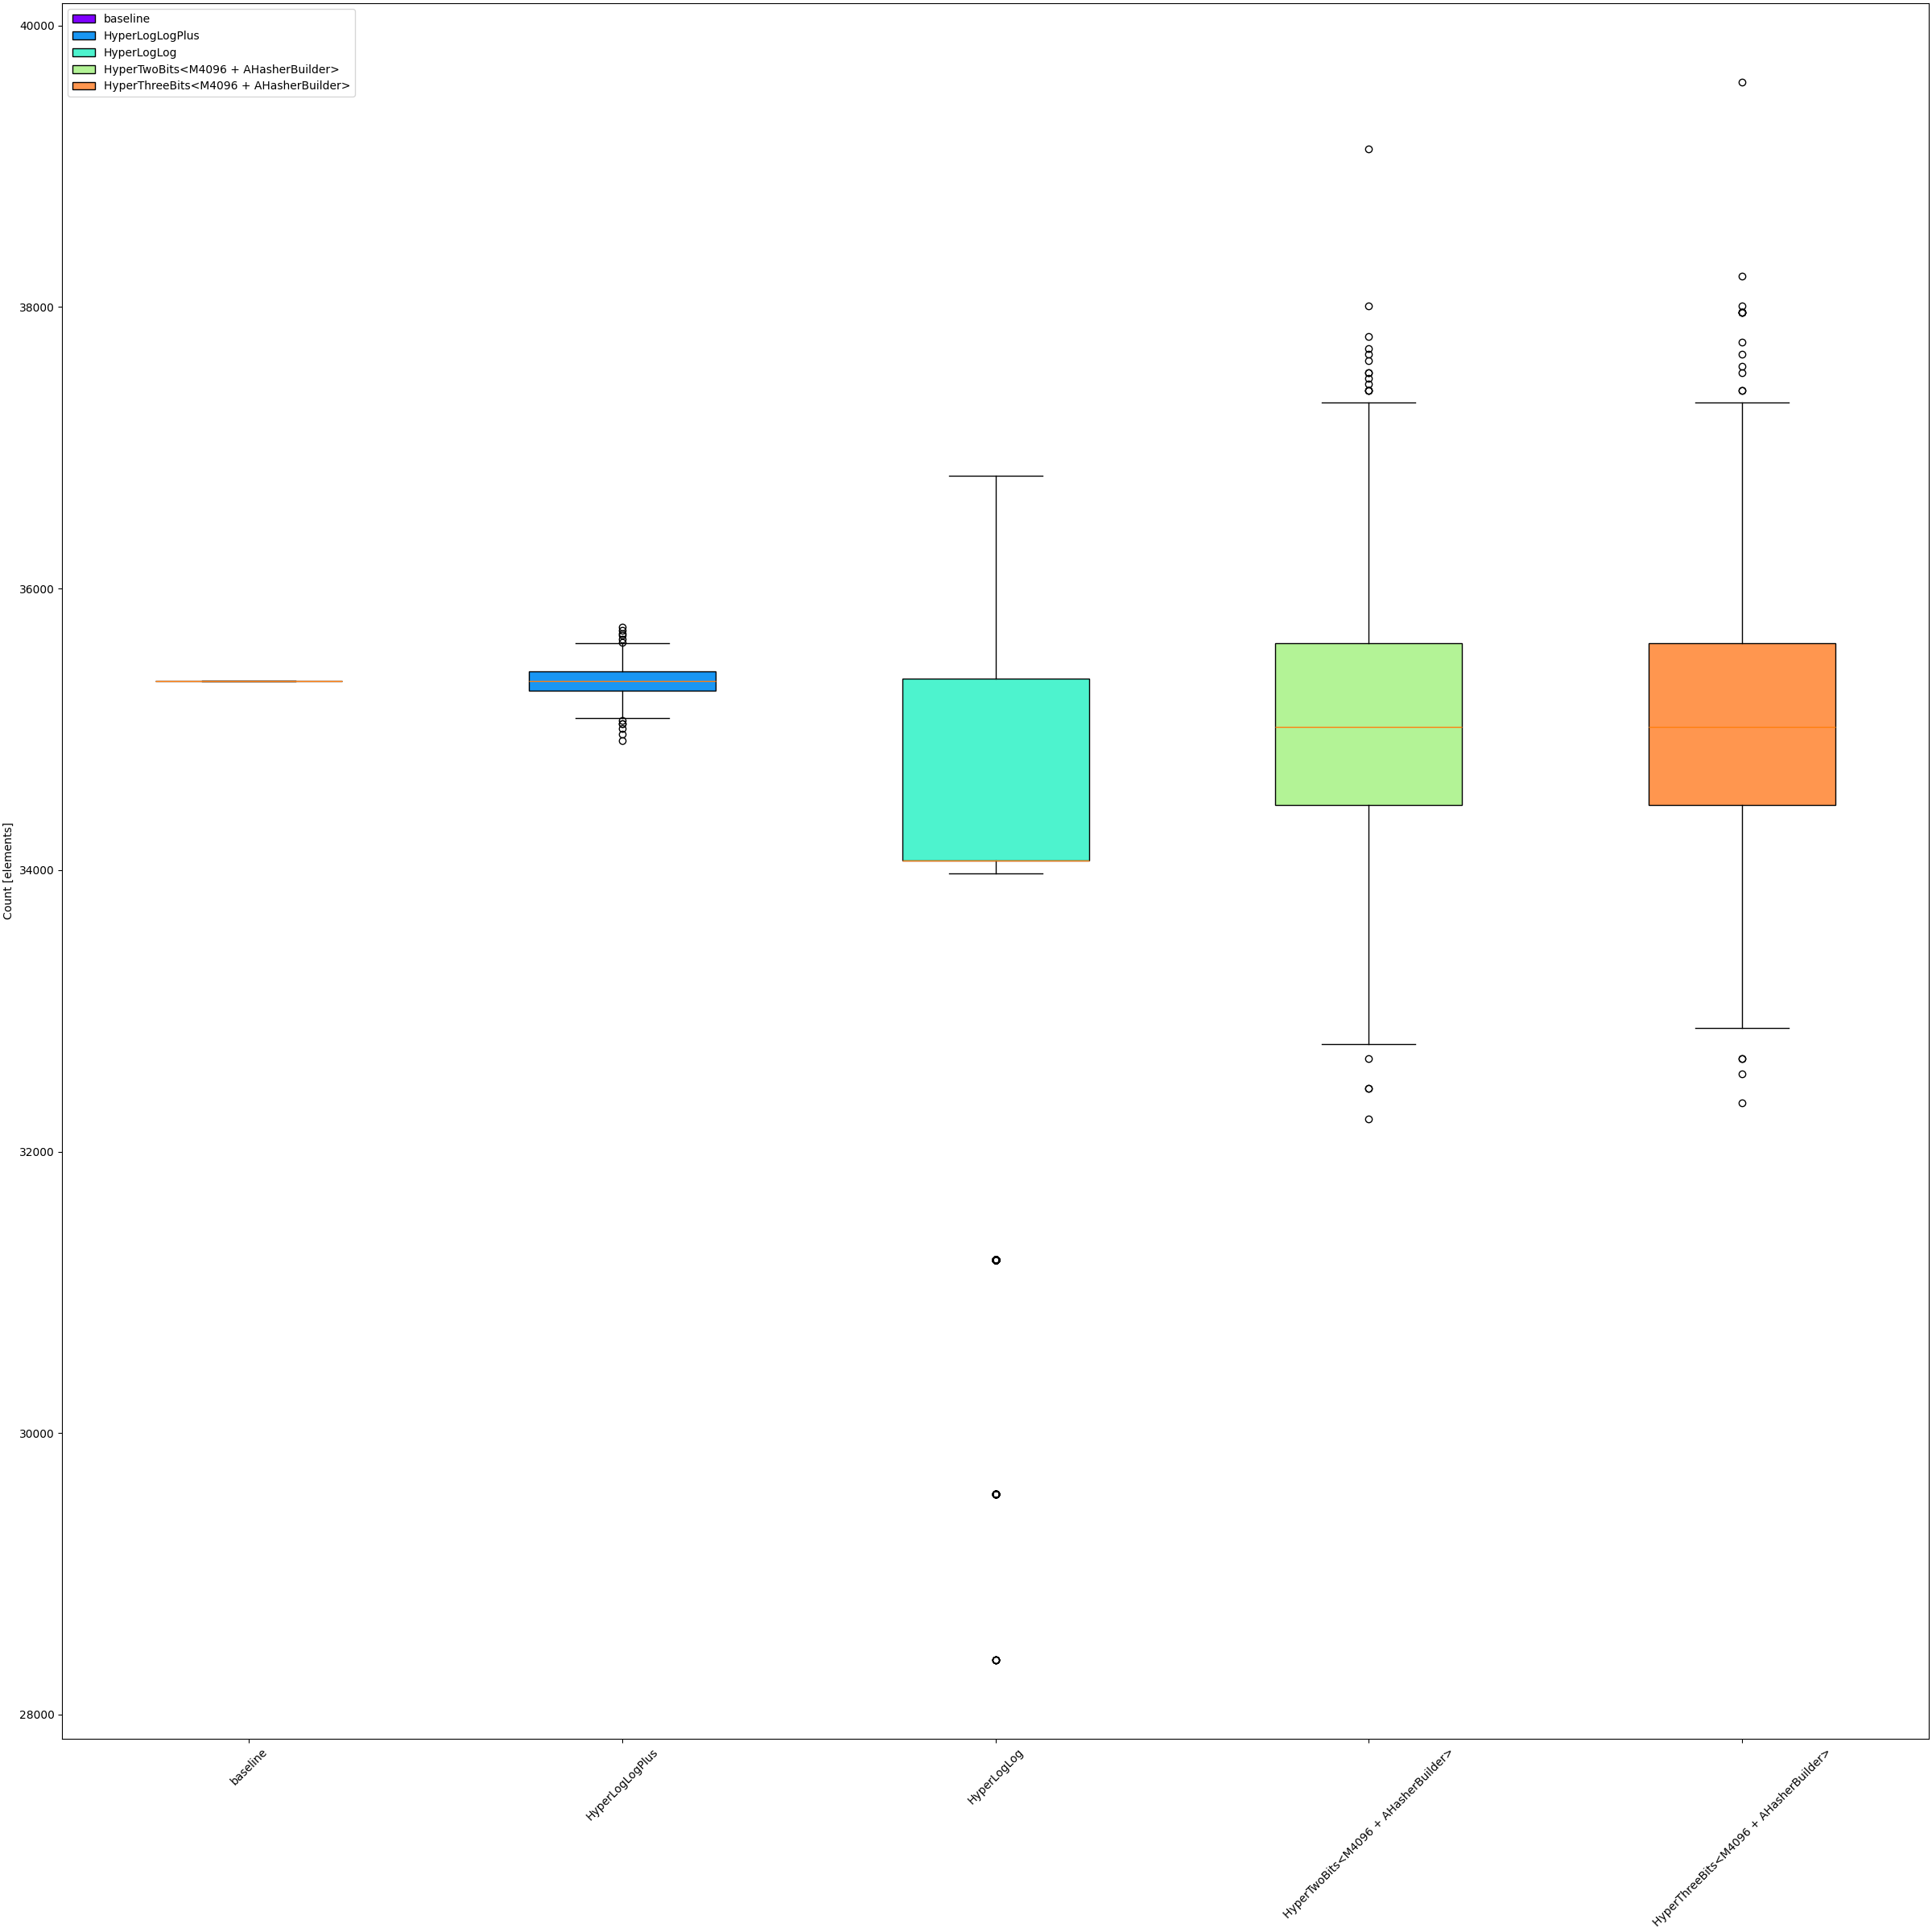 baseline
HyperLogLogPlus
HyperLogLog
HyperTwoBits<M4096 + AHasherBuilder>
HyperThreeBits<M4096 + AHasherBuilder>
40000
38000
36000
34000
32000
30000
28000
Count [elements]
baseline
HyperLogLogPlus
HyperLogLog
HyperTwoBits<M4096 + AHasherBuilder>
HyperThreeBits<M4096 + AHasherBuilder>